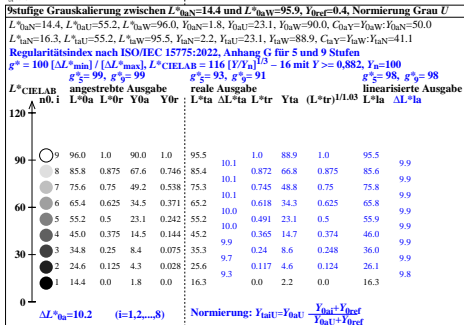 9stufige Grauskalierung zwischen L*0aN=14.4 und L*0aW=95.9, Y0ref=0.4, Normierung Grau U
L*0aN=14.4, L*0aU=55.2, L*0aW=96.0, Y0aN=1.8, Y0aU=23.1, Y0aW=90.0, C0aY=Y0aW:Y0aN=50.0
L*taN=16.3, L*taU=55.2, L*taW=95.5, YtaN=2.2, YtaU=23.1, YtaW=88.9, CtaY=YtaW:YtaN=41.1
Regularitätsindex nach ISO/IEC 15775:2022, Anhang G für 5 und 9 Stufen
g* = 100 [ΔL*min] / [ΔL*max], L*CIELAB = 116 [Y/Yn]1/3 – 16 mit Y >= 0,882, Yn=100
g*5= 99, g*9= 99 g*5= 93, g*9= 91 g*5= 98, g*9= 98
L*CIELAB angestrebte Ausgabe reale Ausgabe linearisierte Ausgabe
n0. i L*0a L*0r Y0a Y0r L*ta ΔL*ta L*tr Yta (L*tr)1/1.03 L*la ΔL*la
120
9 96.0 1.0 90.0 1.0 95.5 1.0 88.9 1.0 95.5
10.1 9.9
90
8 85.8 0.875 67.6 0.746 85.4 0.872 66.8 0.875 85.6
10.1 9.9
7 75.6 0.75 49.2 0.538 75.3 0.745 48.8 0.75 75.8
10.1 9.9
6 65.4 0.625 34.5 0.371 65.2 0.618 34.3 0.625 65.8
10.0 9.9
60
5 55.2 0.5 23.1 0.242 55.2 0.491 23.1 0.5 55.9
10.0 9.9
4 45.0 0.375 14.5 0.144 45.2 0.365 14.7 0.374 46.0
9.9 9.9
3 34.8 0.25 8.4 0.075 35.3 0.24 8.6 0.248 36.0
9.7 9.9
30
2 24.6 0.125 4.3 0.028 25.6 0.117 4.6 0.124 26.1
9.3 9.8
1 14.4 0.0 1.8 0.0 16.3 0.0 2.2 0.0 16.3
0
ΔL*0a=10.2 (i=1,2,...,8) Normierung: YtaiU=Y0aU Y0ai+Y0ref
Y0aU+Y0ref